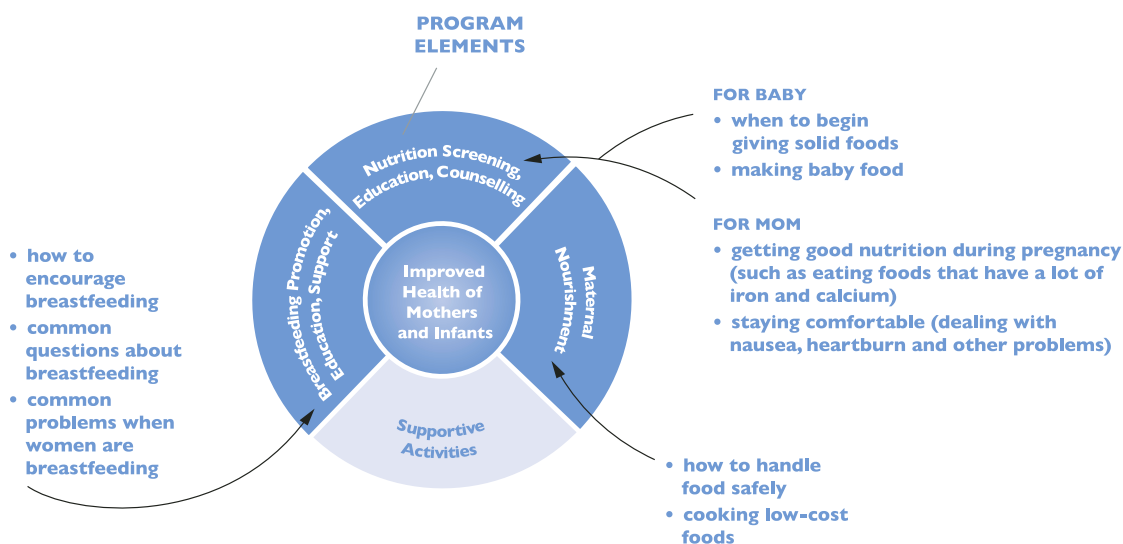 PROGRAM
ELEMENTS
Nutrition Screening,
Education, Counselling
Breastfeeding Promotion,
Education, Support
Improved
Health of
Mothers
and Infants
Maternal
Nourishment
Supportive
Activities
FOR BABY
• when to begin
giving solid foods
• making baby food
FOR MOM
• getting good nutrition during pregnancy
(such as eating foods that have a lot of
iron and calcium)
• staying comfortable (dealing with
nausea, heartburn and other problems)
• how to
encourage
breastfeeding
• common
questions about
breastfeeding
• common
problems when
women are
breastfeeding
• how to handle
food safely
• cooking low-cost
foods